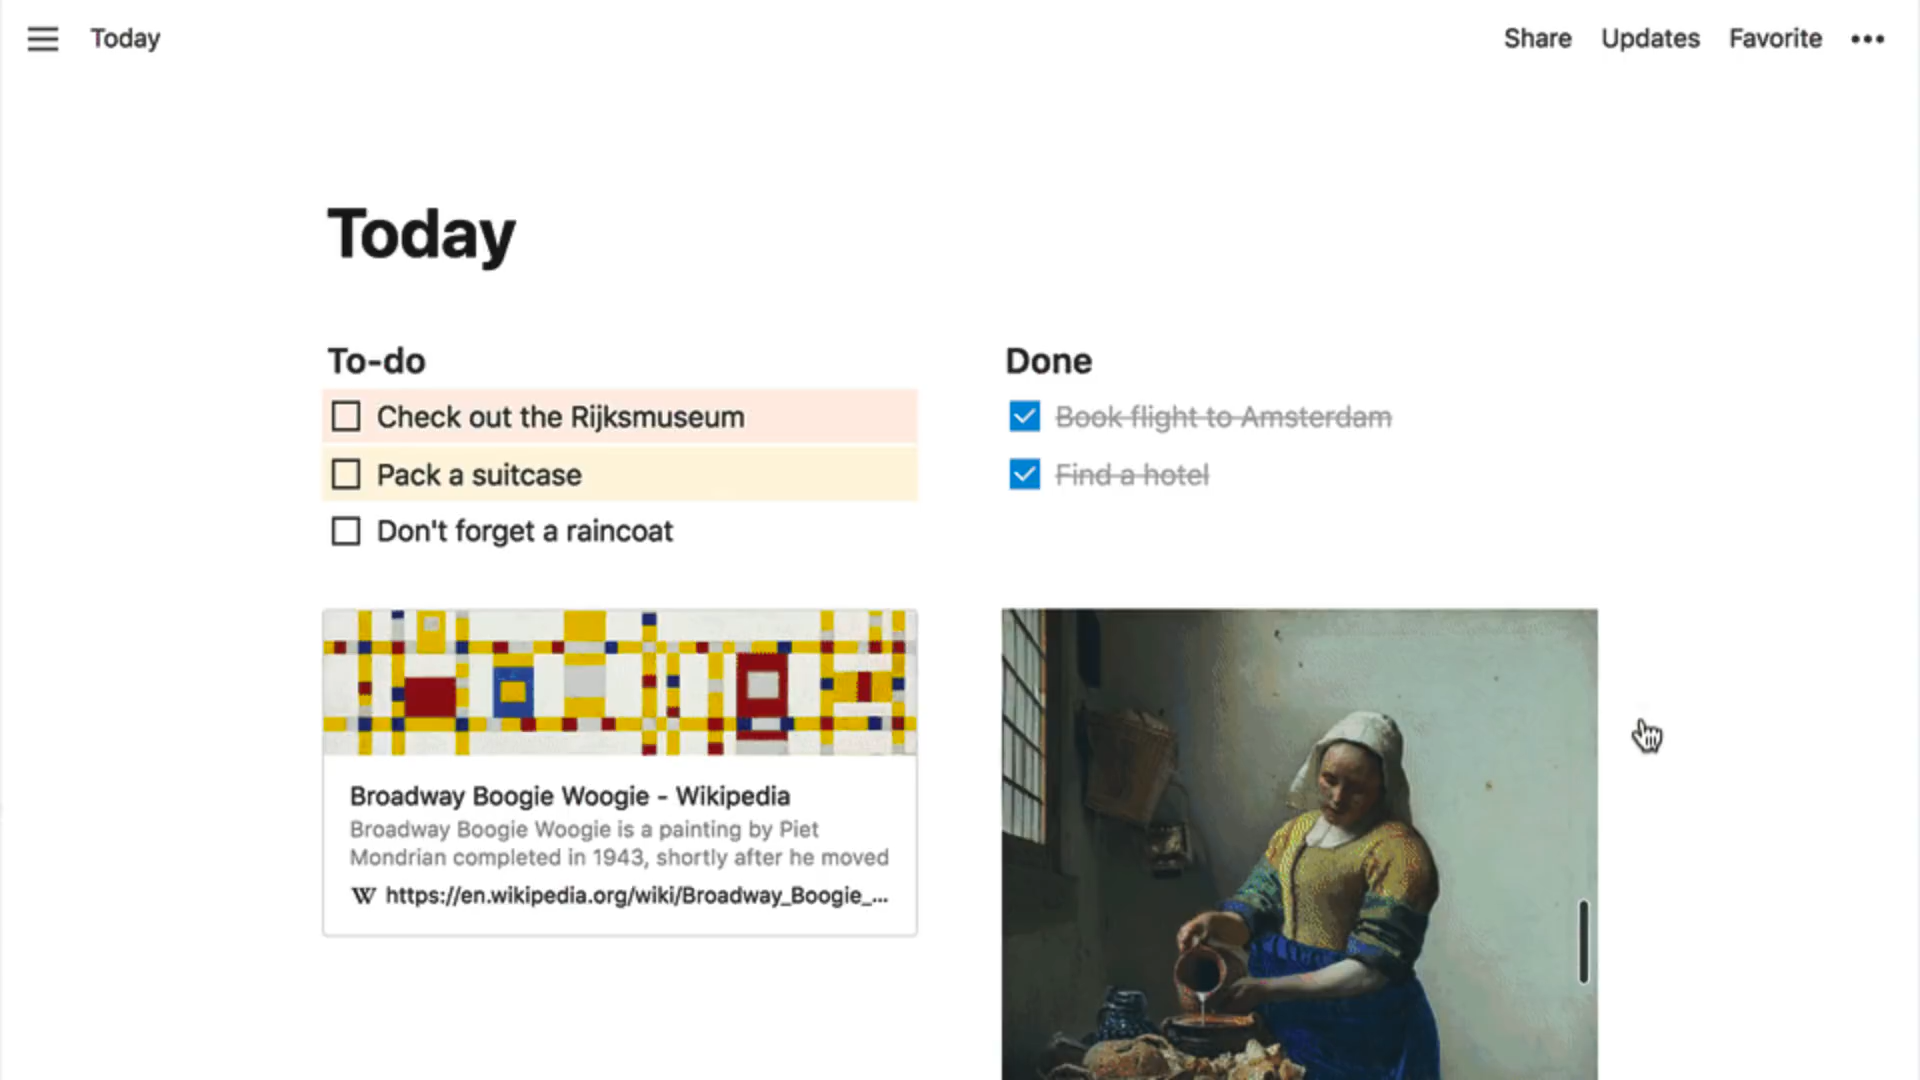 Today
Share Updates Favorite •••
Today
To-do
Check out the Rijksmuseum
Pack a suitcase
Don't forget a raincoat
Done
Book flight to Amsterdam
Find a hotel
Broadway Boogie Woogie - Wikipedia
Broadway Boogie Woogie is a painting by Piet
Mondrian completed in 1943, shortly after he moved
W https://en.wikipedia.org/wiki/Broadway_Boogie_...